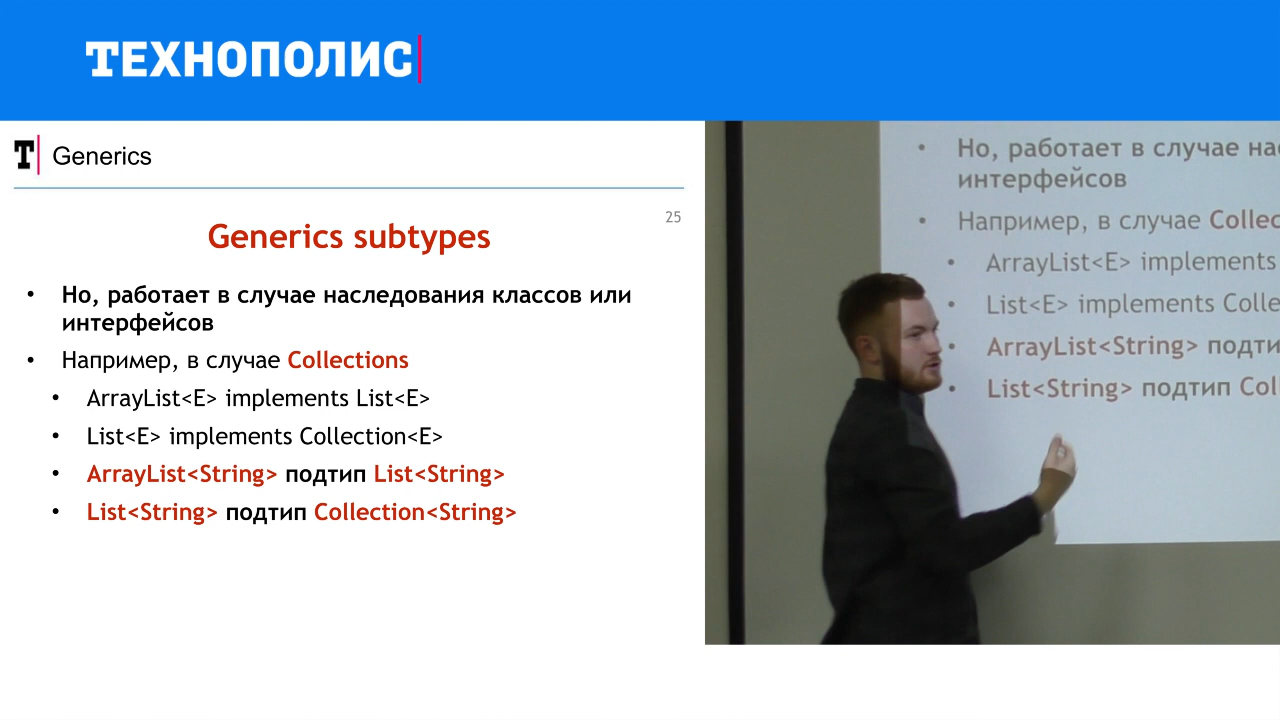 ТЕХНОПОЛИС
T Generics
25
Generics subtypes
• Но, работает в случае наследования классов или
интерфейсов
• Например, в случае Collections
• ArrayList<E> implements List<E>
• List<E> implements Collection<E>
• ArrayList<String> подтип List<String>
• List<String> подтип Collection<String>
• Но, работает в случае нас
интерфейсов
• Например, в случае Collec
• ArrayList<E> implements
• List<E> implements Colle
• ArrayList<String> подти
• List<String> подтип Col